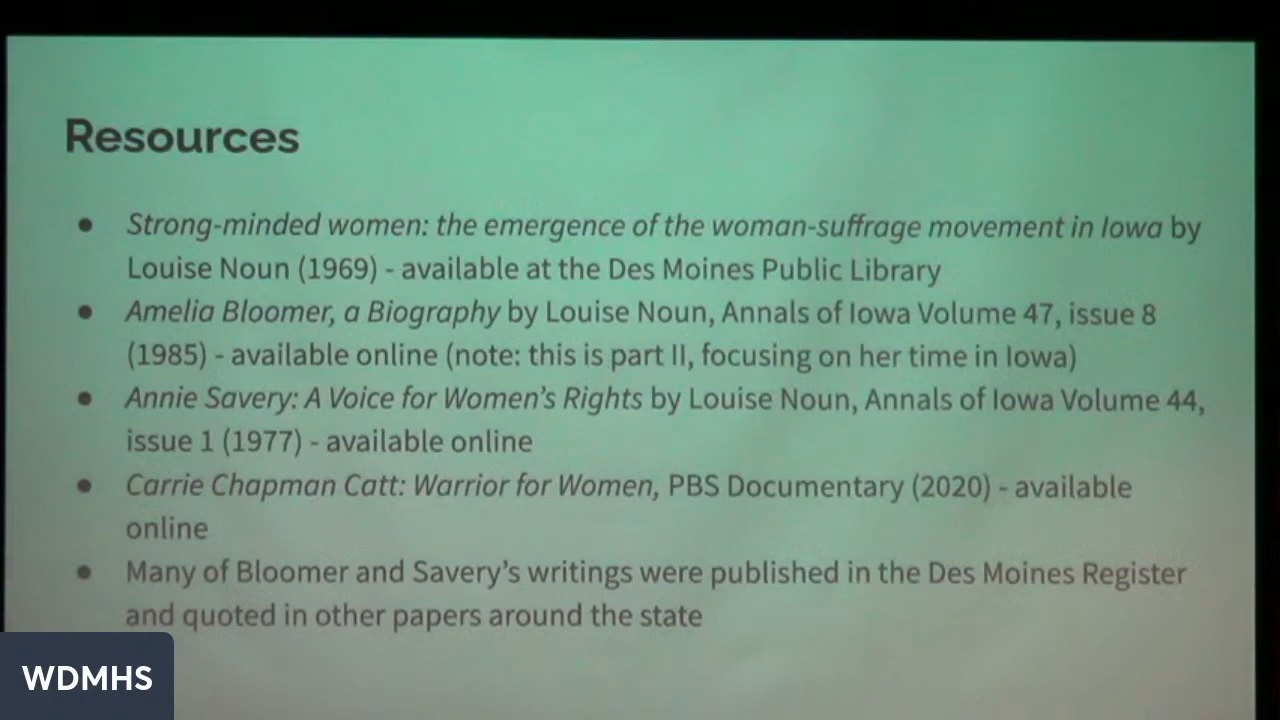 Resources
● Strong-minded women: the emergence of the woman-suffrage movement in Iowa by
Louise Noun (1969) - available at the Des Moines Public Library
● Amelia Bloomer, a Biography by Louise Noun, Annals of Iowa Volume 47, issue 8
(1985) - available online (note: this is part II, focusing on her time in Iowa)
● Annie Savery: A Voice for Women's Rights by Louise Noun, Annals of Iowa Volume 44,
issue 1 (1977) - available online
● Carrie Chapman Catt: Warrior for Women, PBS Documentary (2020) - available
online
● Many of Bloomer and Savery's writings were published in the Des Moines Register
and quoted in other papers around the state
WDMHS